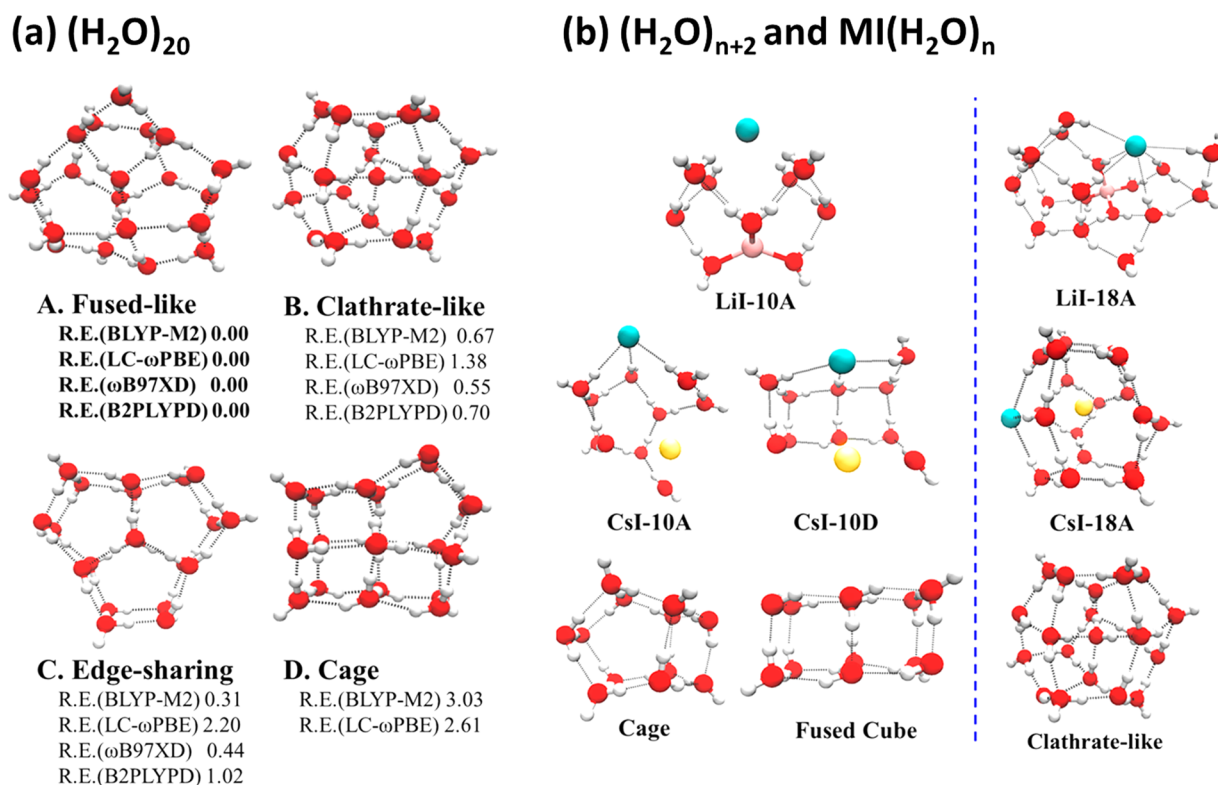 (a) (H₂O)₂₀
A. Fused-like
R.E.(BLYP-M2) 0.00
R.E.(LC-ωPBE) 0.00
R.E.(ωB97XD) 0.00
R.E.(B2PLYPD) 0.00
B. Clathrate-like
R.E.(BLYP-M2) 0.67
R.E.(LC-ωPBE) 1.38
R.E.(ωB97XD) 0.55
R.E.(B2PLYPD) 0.70
C. Edge-sharing
R.E.(BLYP-M2) 0.31
R.E.(LC-ωPBE) 2.20
R.E.(ωB97XD) 0.44
R.E.(B2PLYPD) 1.02
D. Cage
R.E.(BLYP-M2) 3.03
R.E.(LC-ωPBE) 2.61
(b) (H₂O)ₙ₊₂ and MI(H₂O)ₙ
LiI-10A
LiI-18A
CsI-10A
CsI-10D
CsI-18A
Cage
Fused Cube
Clathrate-like